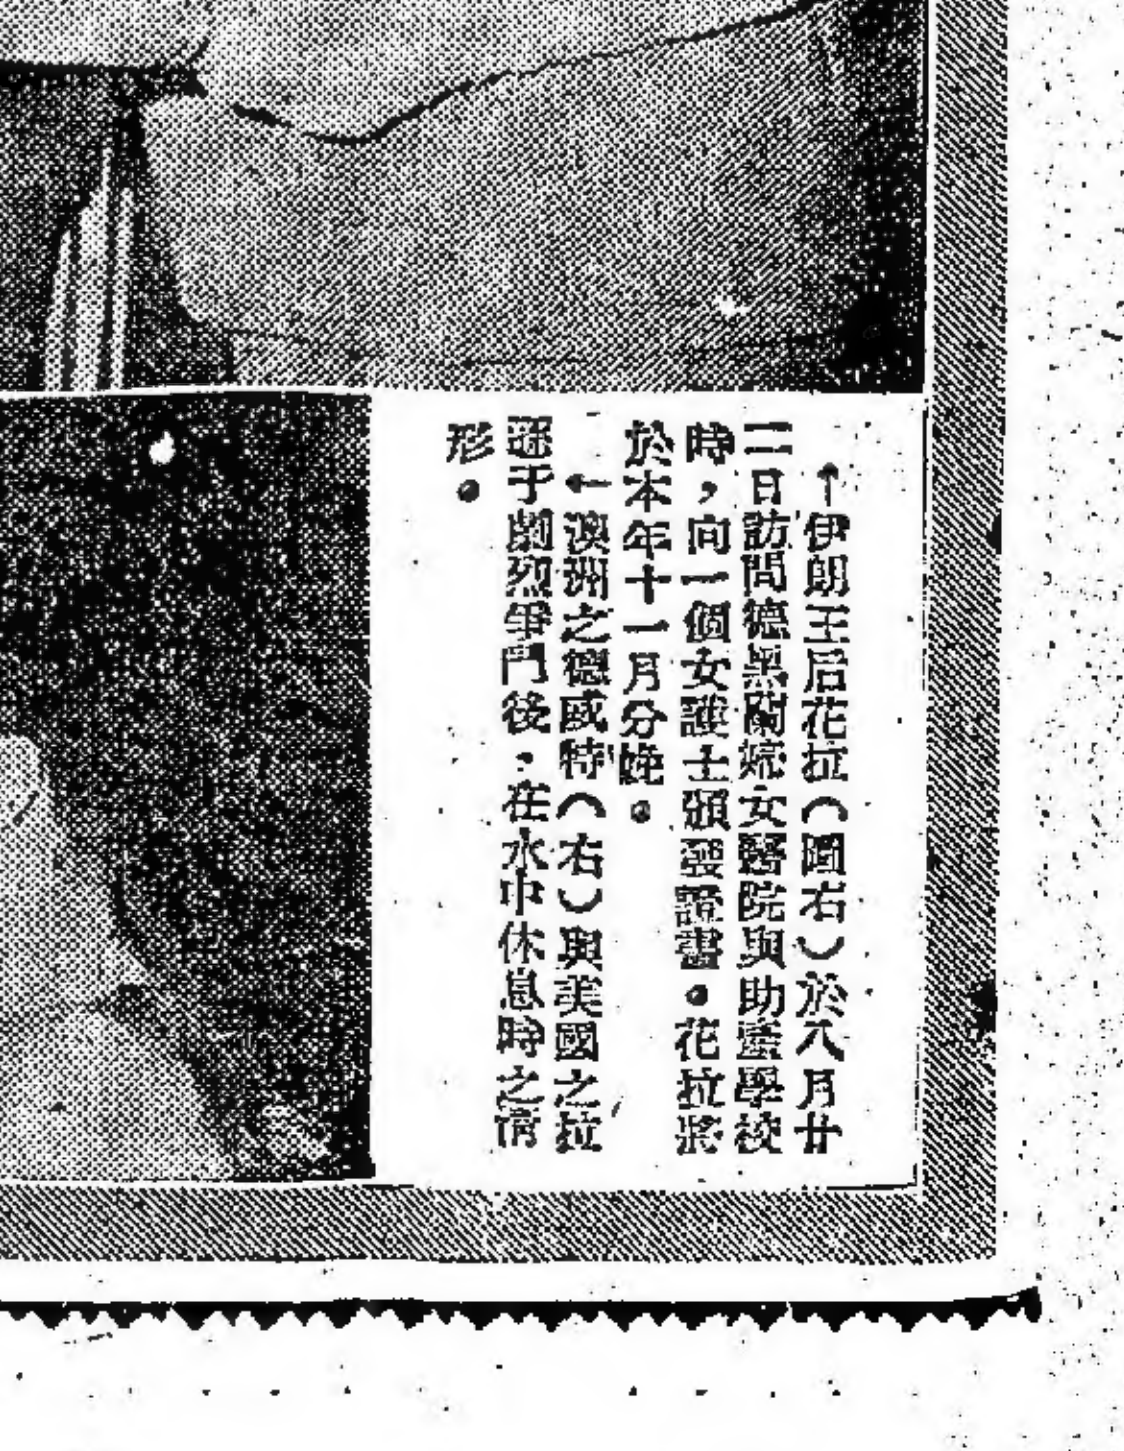 ↑伊朗王后花拉（圖右）於八月廿
二日訪問德黑蘭婦女醫院與助產學校
時，向一個女護士頒發證書。花拉將
於本年十一月分娩。
←澳洲之德威特（右）與美國之拉
遜于劇烈爭鬥後，在水中休息時之情
形。